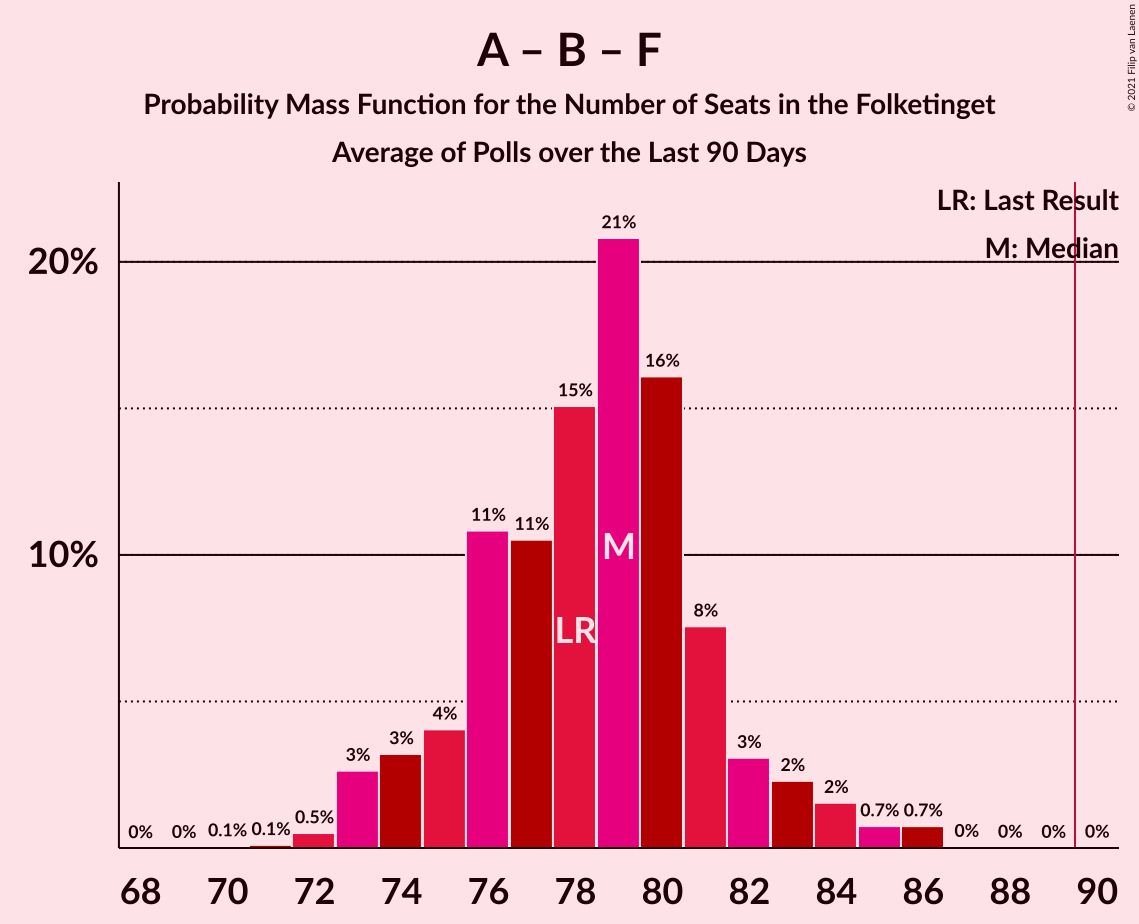 A – B – F
Probability Mass Function for the Number of Seats in the Folketinget
Average of Polls over the Last 90 Days
© 2021 Filip van Laenen
LR: Last Result
M: Median
20%
10%
0% 0% 0.1% 0.1% 0.5% 3% 3% 4% 11% 11% 15% 21% 16% 8% 3% 2% 2% 0.7% 0.7% 0% 0% 0% 0%
M
LR
68 70 72 74 76 78 80 82 84 86 88 90